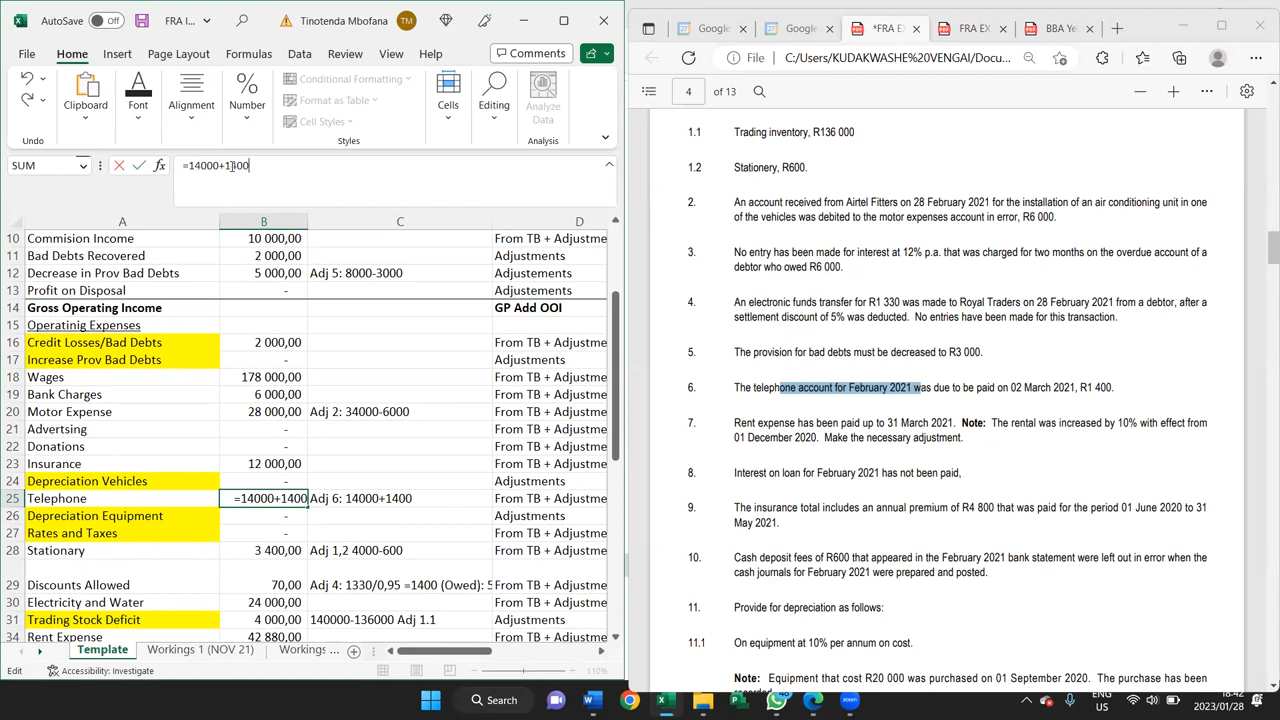 AutoSave Off FRA I... Tinotenda Mbofana TM
File Home Insert Page Layout Formulas Data Review View Help Comments
Clipboard Font Alignment Number Conditional Formatting Format as Table Cell Styles Cells Editing Analyze Data
Undo Styles Analysis
SUM fx =14000+1400
A B C D
10 Commision Income 10 000,00 From TB + Adjustme
11 Bad Debts Recovered 2 000,00 Adjustments
12 Decrease in Prov Bad Debts 5 000,00 Adj 5: 8000-3000 Adjustements
13 Profit on Disposal - Adjustements
14 Gross Operating Income GP Add OOI
15 Operatinig Expenses
16 Credit Losses/Bad Debts 2 000,00 From TB + Adjustme
17 Increase Prov Bad Debts - Adjustments
18 Wages 178 000,00 From TB + Adjustme
19 Bank Charges 6 000,00 From TB + Adjustme
20 Motor Expense 28 000,00 Adj 2: 34000-6000 From TB + Adjustme
21 Advertsing - From TB + Adjustme
22 Donations - From TB + Adjustme
23 Insurance 12 000,00 From TB + Adjustme
24 Depreciation Vehicles - Adjustments
25 Telephone =14000+1400 Adj 6: 14000+1400 From TB + Adjustme
26 Depreciation Equipment - Adjustments
27 Rates and Taxes - From TB + Adjustme
28 Stationary 3 400,00 Adj 1,2 4000-600 From TB + Adjustme
29 Discounts Allowed 70,00 Adj 4: 1330/0,95 =1400 (Owed): From TB + Adjustme
30 Electricity and Water 24 000,00 From TB + Adjustme
31 Trading Stock Deficit 4 000,00 140000-136000 Adj 1.1 Adjustments
34 Rent Expense 42 880,00 From TB + Adjustme
Template Workings 1 (NOV 21) Workings ...
Edit Accessibility: Investigate 110%
Google Google *FRA EX FRA EX BBA Ye
File C:/Users/KUDAKWASHE%20VENGAI/Docu...
4 of 13
1.1 Trading inventory, R136 000
1.2 Stationery, R600.
2. An account received from Airtel Fitters on 28 February 2021 for the installation of an air conditioning unit in one
of the vehicles was debited to the motor expenses account in error, R6 000.
3. No entry has been made for interest at 12% p.a. that was charged for two months on the overdue account of a
debtor who owed R6 000.
4. An electronic funds transfer for R1 330 was made to Royal Traders on 28 February 2021 from a debtor, after a
settlement discount of 5% was deducted. No entries have been made for this transaction.
5. The provision for bad debts must be decreased to R3 000.
6. The telephone account for February 2021 was due to be paid on 02 March 2021, R1 400.
7. Rent expense has been paid up to 31 March 2021. Note: The rental was increased by 10% with effect from
01 December 2020. Make the necessary adjustment.
8. Interest on loan for February 2021 has not been paid,
9. The insurance total includes an annual premium of R4 800 that was paid for the period 01 June 2020 to 31
May 2021.
10. Cash deposit fees of R600 that appeared in the February 2021 bank statement were left out in error when the
cash journals for February 2021 were prepared and posted.
11. Provide for depreciation as follows:
11.1 On equipment at 10% per annum on cost.
Note: Equipment that cost R20 000 was purchased on 01 September 2020. The purchase has been
Search
ENG
US
18:42
2023/01/28